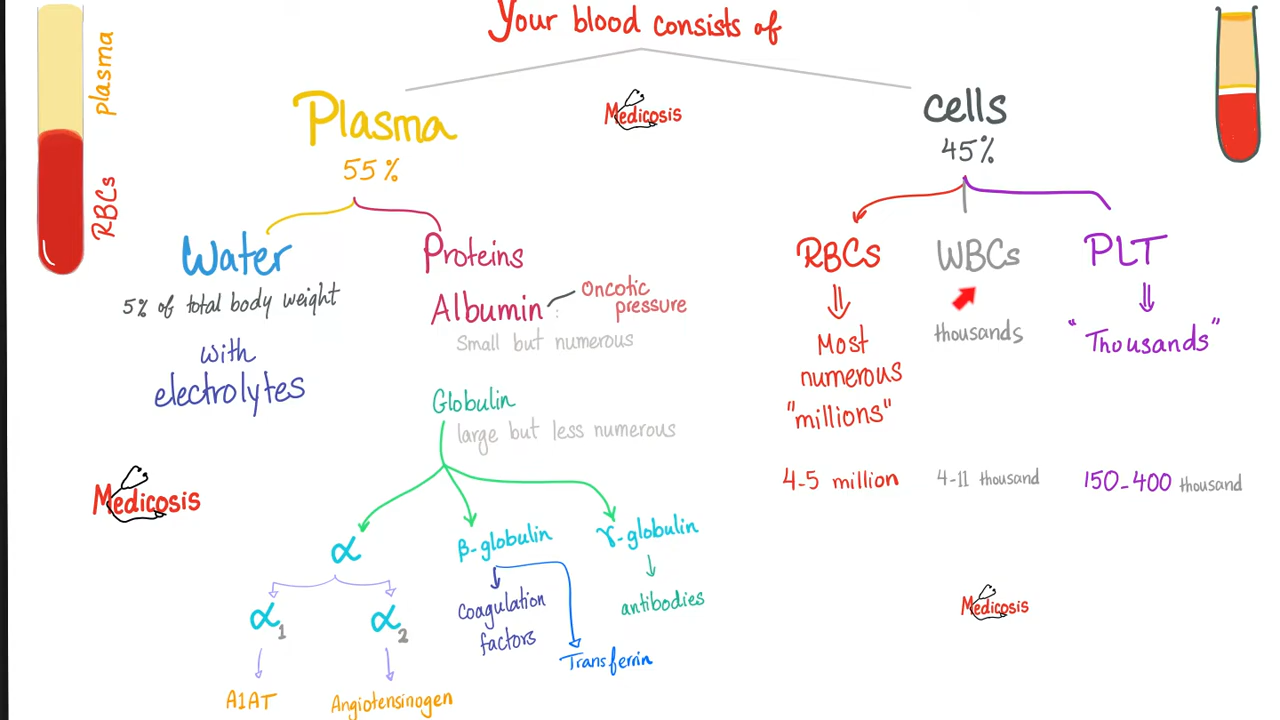 Your blood consists of
plasma
RBCs
Medicosis
Plasma
55%
Water
5% of total body weight
with
electrolytes
Proteins
Albumin
Oncotic
pressure
Small but numerous
Globulin
large but less numerous
α
α1
α2
A1AT
Angiotensinogen
β-globulin
Coagulation
factors
Transferrin
γ-globulin
antibodies
Medicosis
cells
45%
RBCs
Most
numerous
"millions"
4-5 million
WBCs
thousands
4-11 thousand
PLT
"Thousands"
150-400 thousand
Medicosis